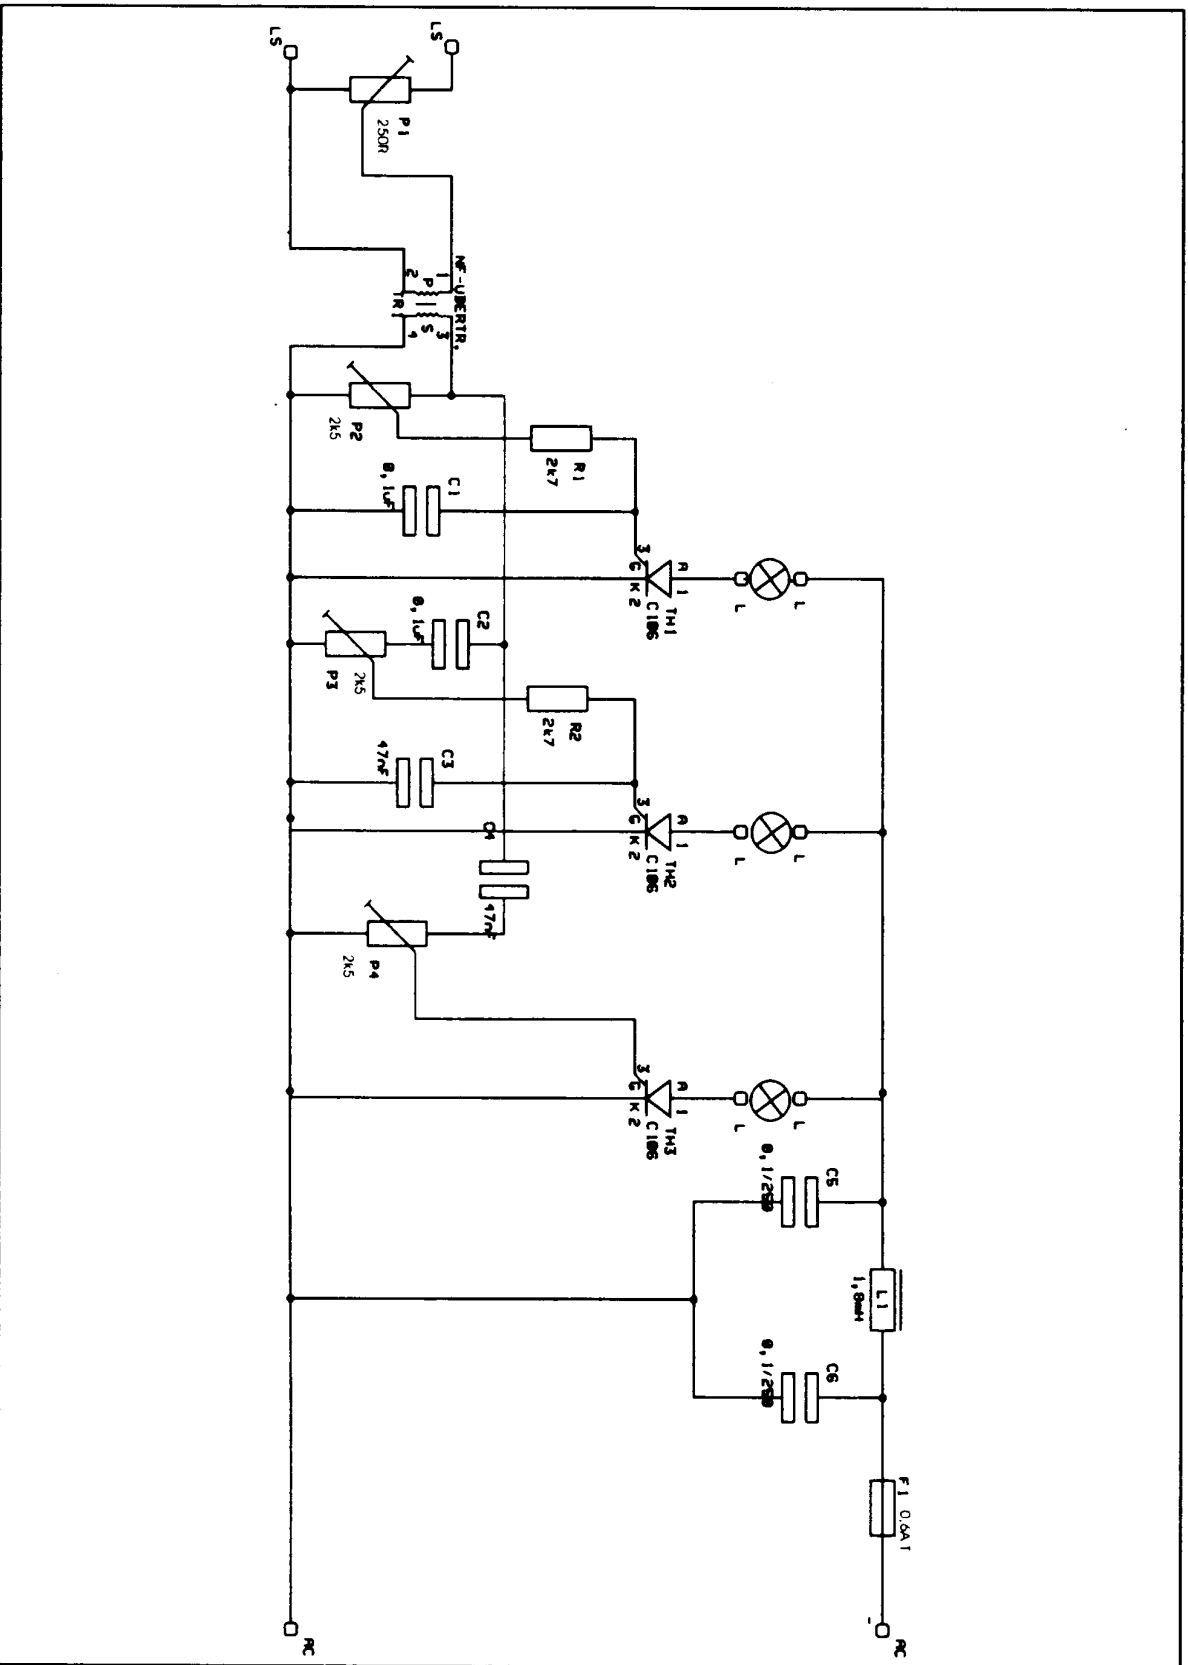 LS
LS
P1
250R
NF-UBERTR.
1
2
P
TR1
S
3
4
P2
2k5
R1
2k7
C1
0,1uF
3
G
K 2
A
1
TH1
C106
L
L
C2
0,1uF
P3
2k5
R2
2k7
C3
47nF
3
G
K 2
A
1
TH2
C106
L
L
C4
47nF
P4
2k5
3
G
K 2
A
1
TH3
C106
L
L
C5
0,1/250
L1
1,8mH
C6
0,1/250
F1 0,6AT
AC
AC